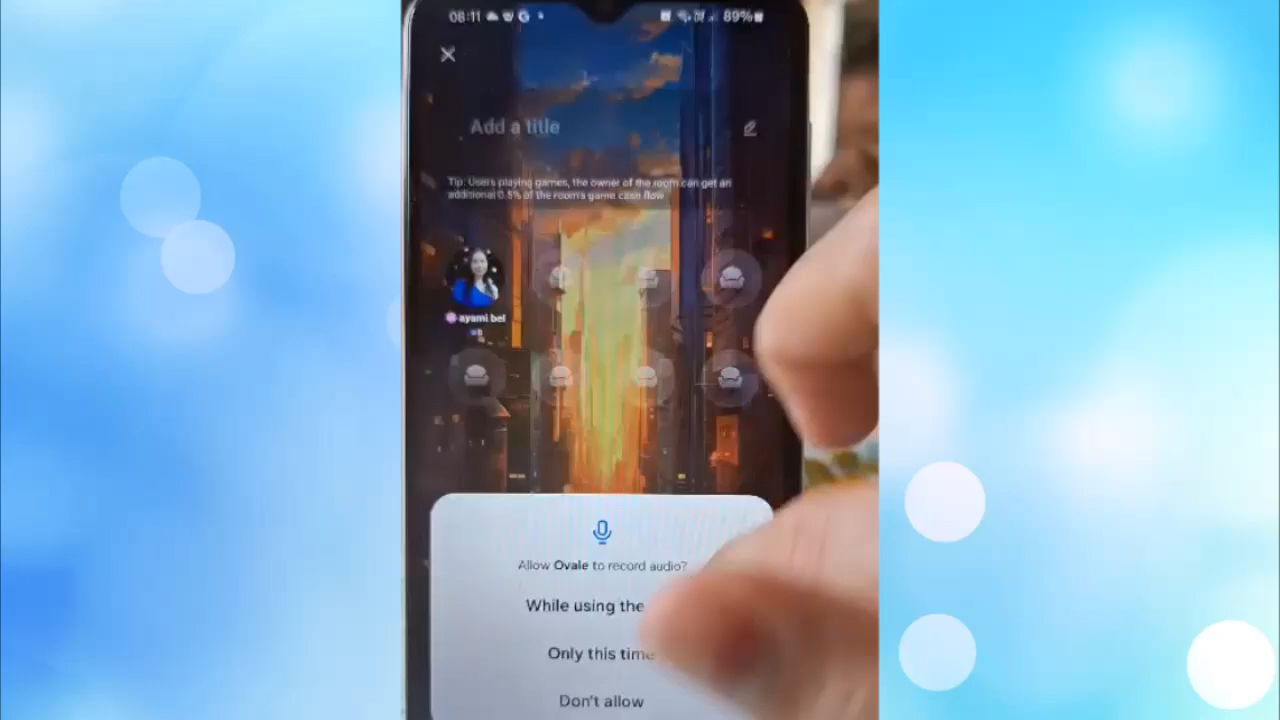 08:11
89%
Add a title
Tip: Users playing games, the owner of the room can get an
additional 0.5% of the room's game cash flow
ayami.bel
Allow Ovale to record audio?
While using the
Only this time
Don't allow